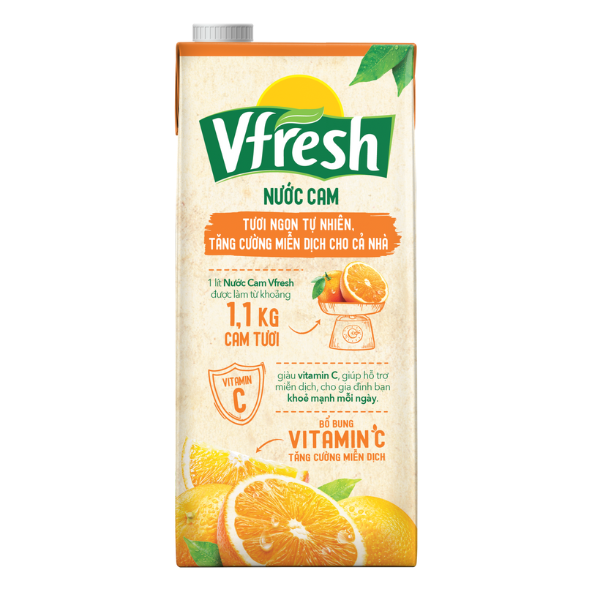 Vfresh
NƯỚC CAM
TƯƠI NGON TỰ NHIÊN,
TĂNG CƯỜNG MIỄN DỊCH CHO CẢ NHÀ
1 lít Nước Cam Vfresh
được làm từ khoảng
1,1 KG
CAM TƯƠI
VITAMIN
C
giàu vitamin C, giúp hỗ trợ
miễn dịch, cho gia đình bạn
khoẻ mạnh mỗi ngày.
BỔ SUNG
VITAMIN C
TĂNG CƯỜNG MIỄN DỊCH